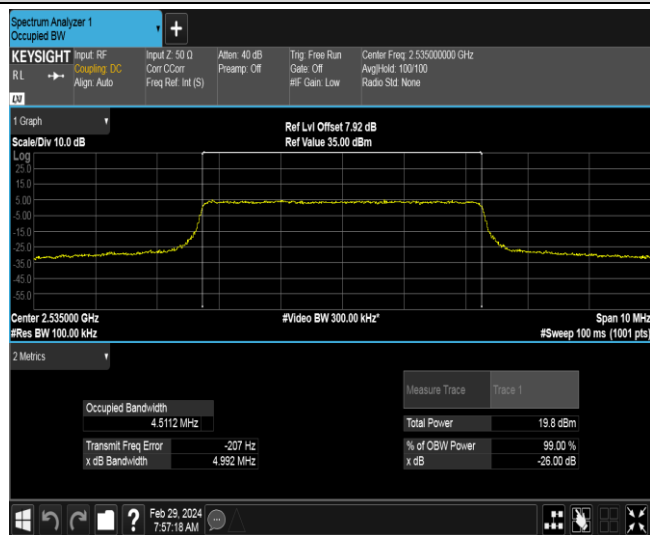 Spectrum Analyzer 1
Occupied BW
+
KEYSIGHT Input: RF Input Z: 50 Ω Atten: 40 dB Trig: Free Run Center Freq: 2.535000000 GHz
RL Coupling: DC Corr CCorr Preamp: Off Gate: Off Avg|Hold: 100/100
Align: Auto Freq Ref: Int (S) #IF Gain: Low Radio Std: None
LXI
1 Graph
Ref Lvl Offset 7.92 dB
Scale/Div 10.0 dB Ref Value 35.00 dBm
Log
25.0
15.0
5.00
-5.00
-15.0
-25.0
-35.0
-45.0
-55.0
Center 2.535000 GHz #Video BW 300.00 kHz* Span 10 MHz
#Res BW 100.00 kHz #Sweep 100 ms (1001 pts)
2 Metrics
Measure Trace Trace 1
Occupied Bandwidth
4.5112 MHz
Total Power 19.8 dBm
Transmit Freq Error -207 Hz % of OBW Power 99.00 %
x dB Bandwidth 4.992 MHz x dB -26.00 dB
? Feb 29, 2024
7:57:18 AM